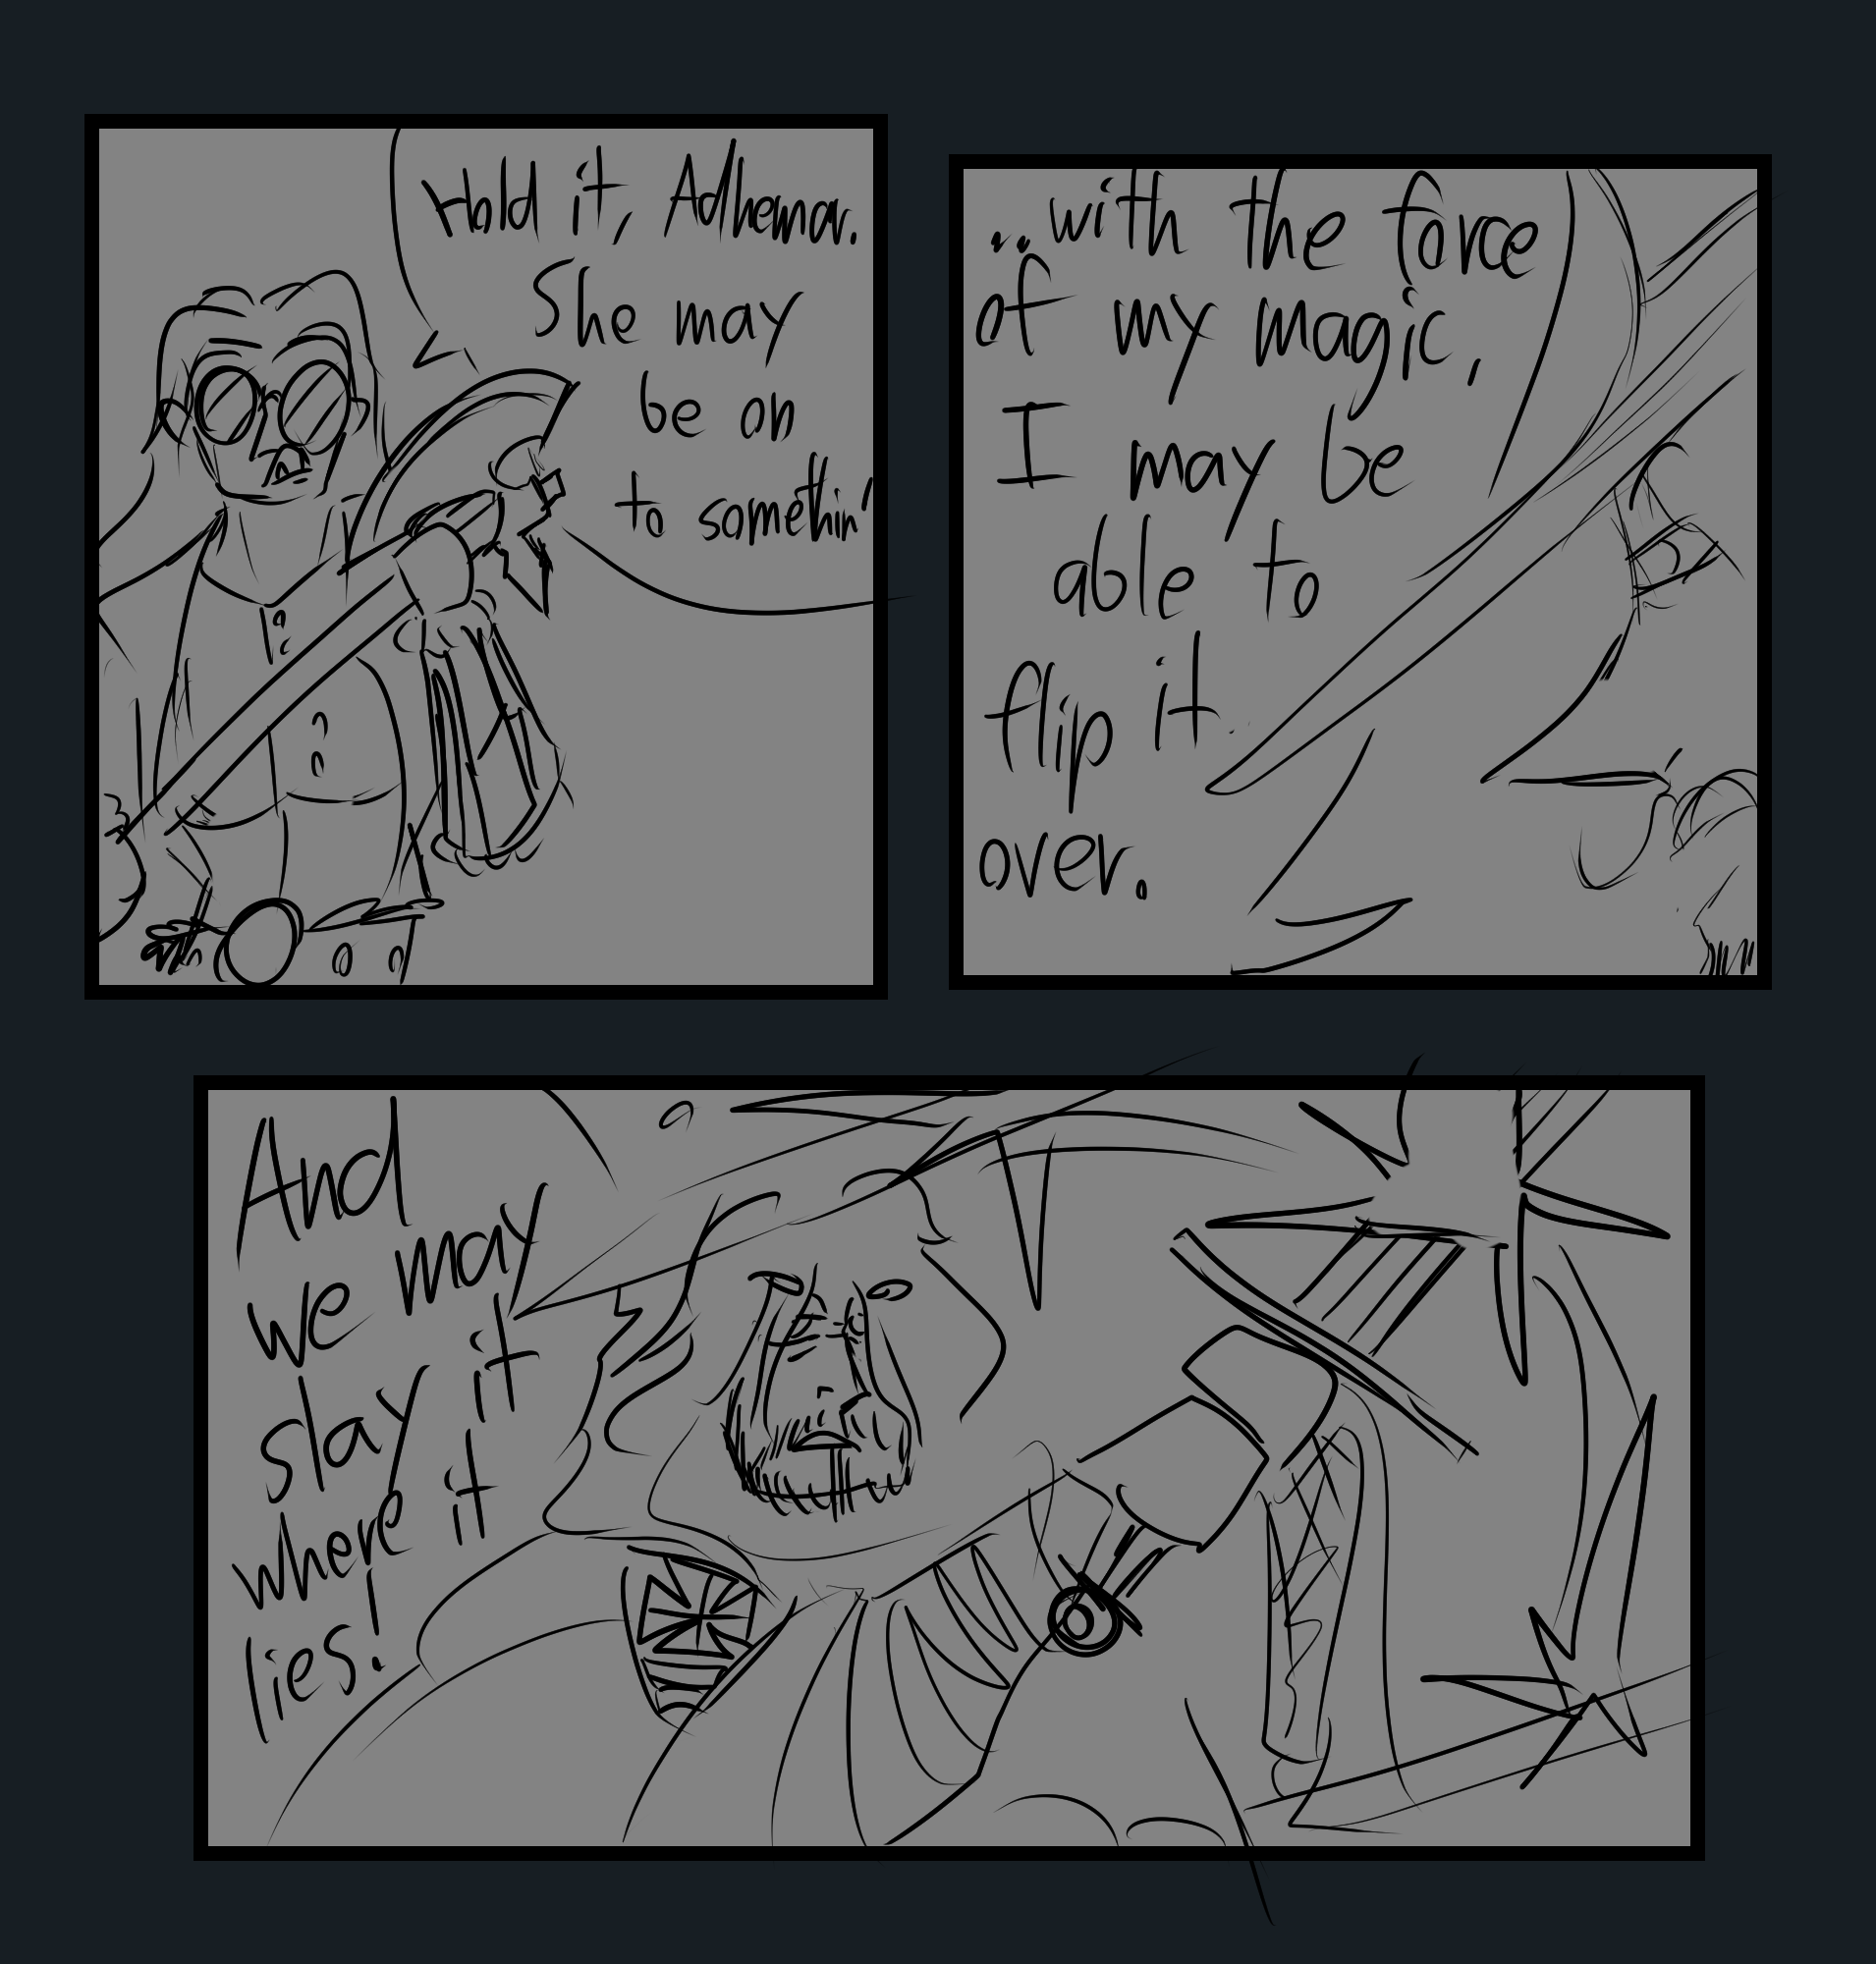 Hold it, Adlema.
She may
be on
to somethin'
"with the force
of my magic,
I may be
able to
flip it
over.
And
we may
slay it
where it
lies!